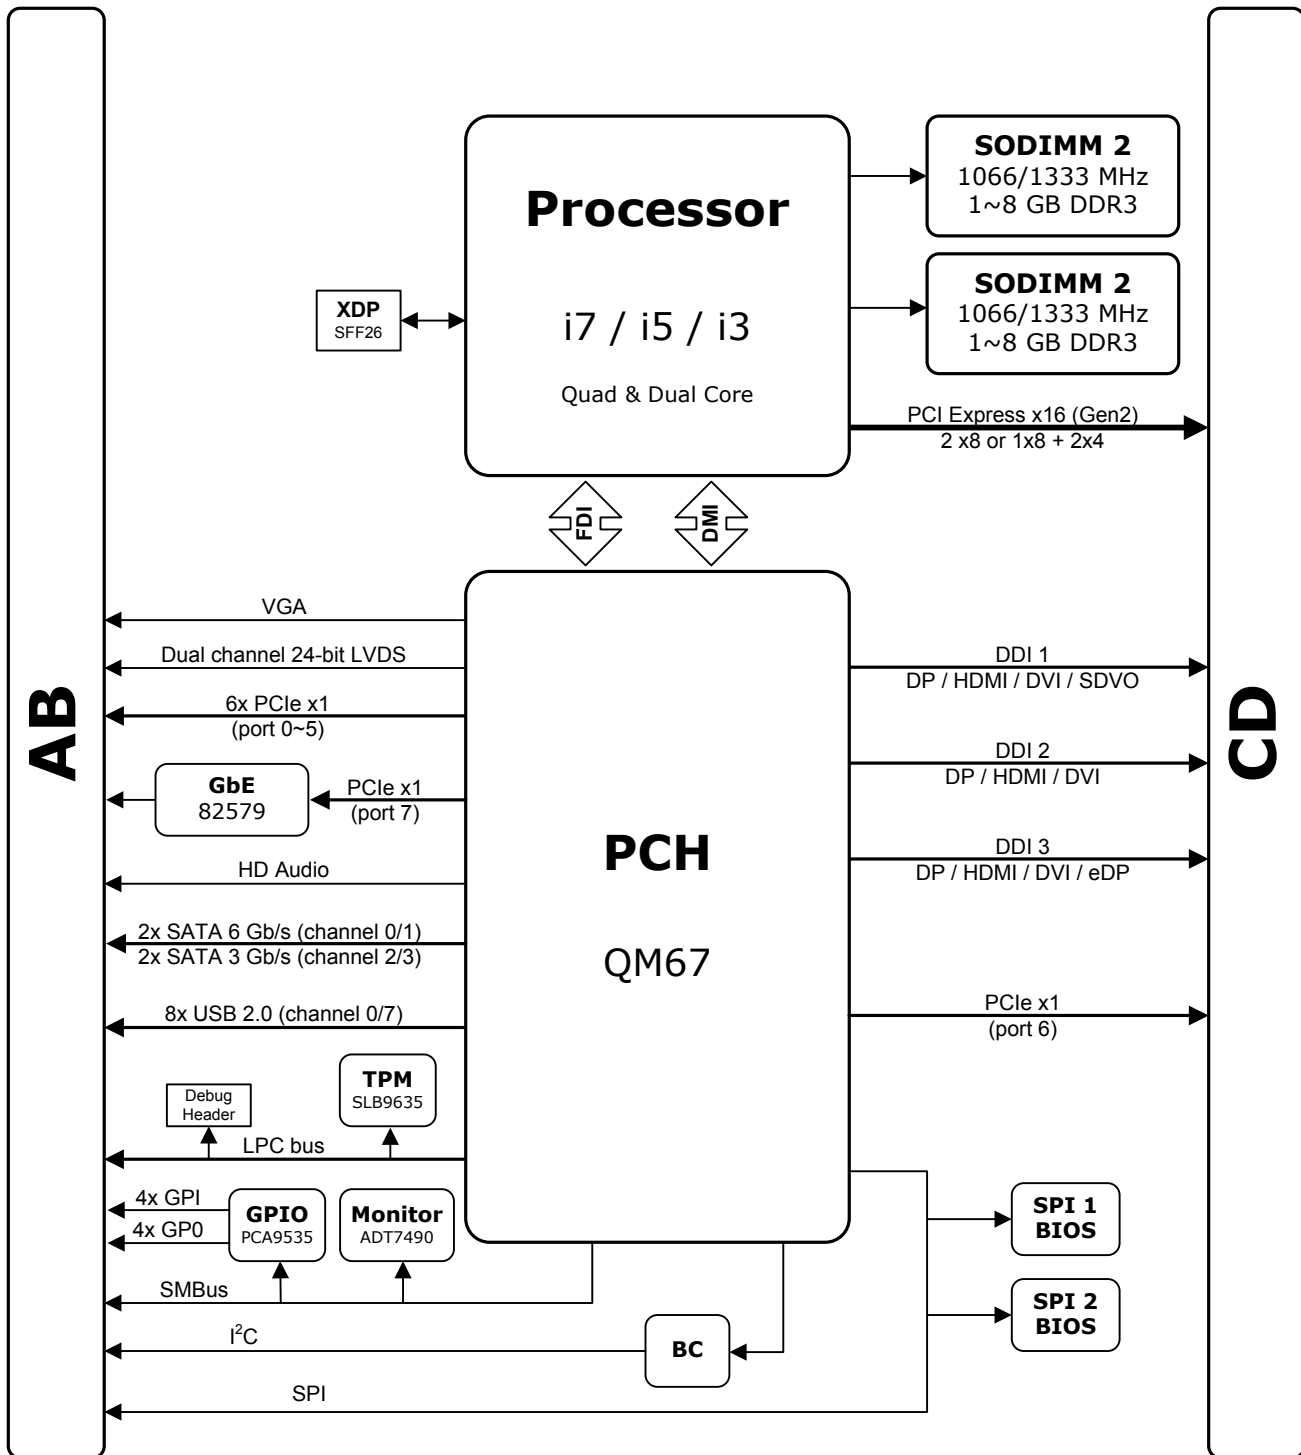 AB
CD
Processor
i7 / i5 / i3
Quad & Dual Core
XDP
SFF26
SODIMM 2
1066/1333 MHz
1~8 GB DDR3
SODIMM 2
1066/1333 MHz
1~8 GB DDR3
PCI Express x16 (Gen2)
2 x8 or 1x8 + 2x4
FDI
DMI
PCH
QM67
VGA
Dual channel 24-bit LVDS
6x PCIe x1
(port 0~5)
GbE
82579
PCIe x1
(port 7)
HD Audio
2x SATA 6 Gb/s (channel 0/1)
2x SATA 3 Gb/s (channel 2/3)
8x USB 2.0 (channel 0/7)
Debug
Header
TPM
SLB9635
LPC bus
4x GPI
4x GP0
GPIO
PCA9535
Monitor
ADT7490
SMBus
I²C
BC
SPI
DDI 1
DP / HDMI / DVI / SDVO
DDI 2
DP / HDMI / DVI
DDI 3
DP / HDMI / DVI / eDP
PCIe x1
(port 6)
SPI 1
BIOS
SPI 2
BIOS